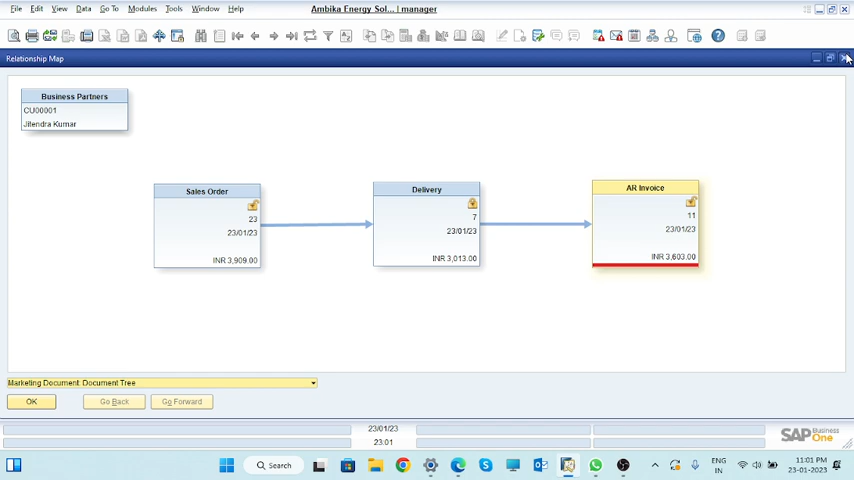 File Edit View Data Go To Modules Tools Window Help
Ambika Energy Sol... | manager
Relationship Map
Business Partners
CU00001
Jitendra Kumar
Sales Order
23
23/01/23
INR 3,909.00
Delivery
7
23/01/23
INR 3,013.00
AR Invoice
11
23/01/23
INR 3,603.00
Marketing Document: Document Tree
OK
Go Back
Go Forward
23/01/23
23:01
SAP Business One
Search
ENG
IN
11:01 PM
23-01-2023